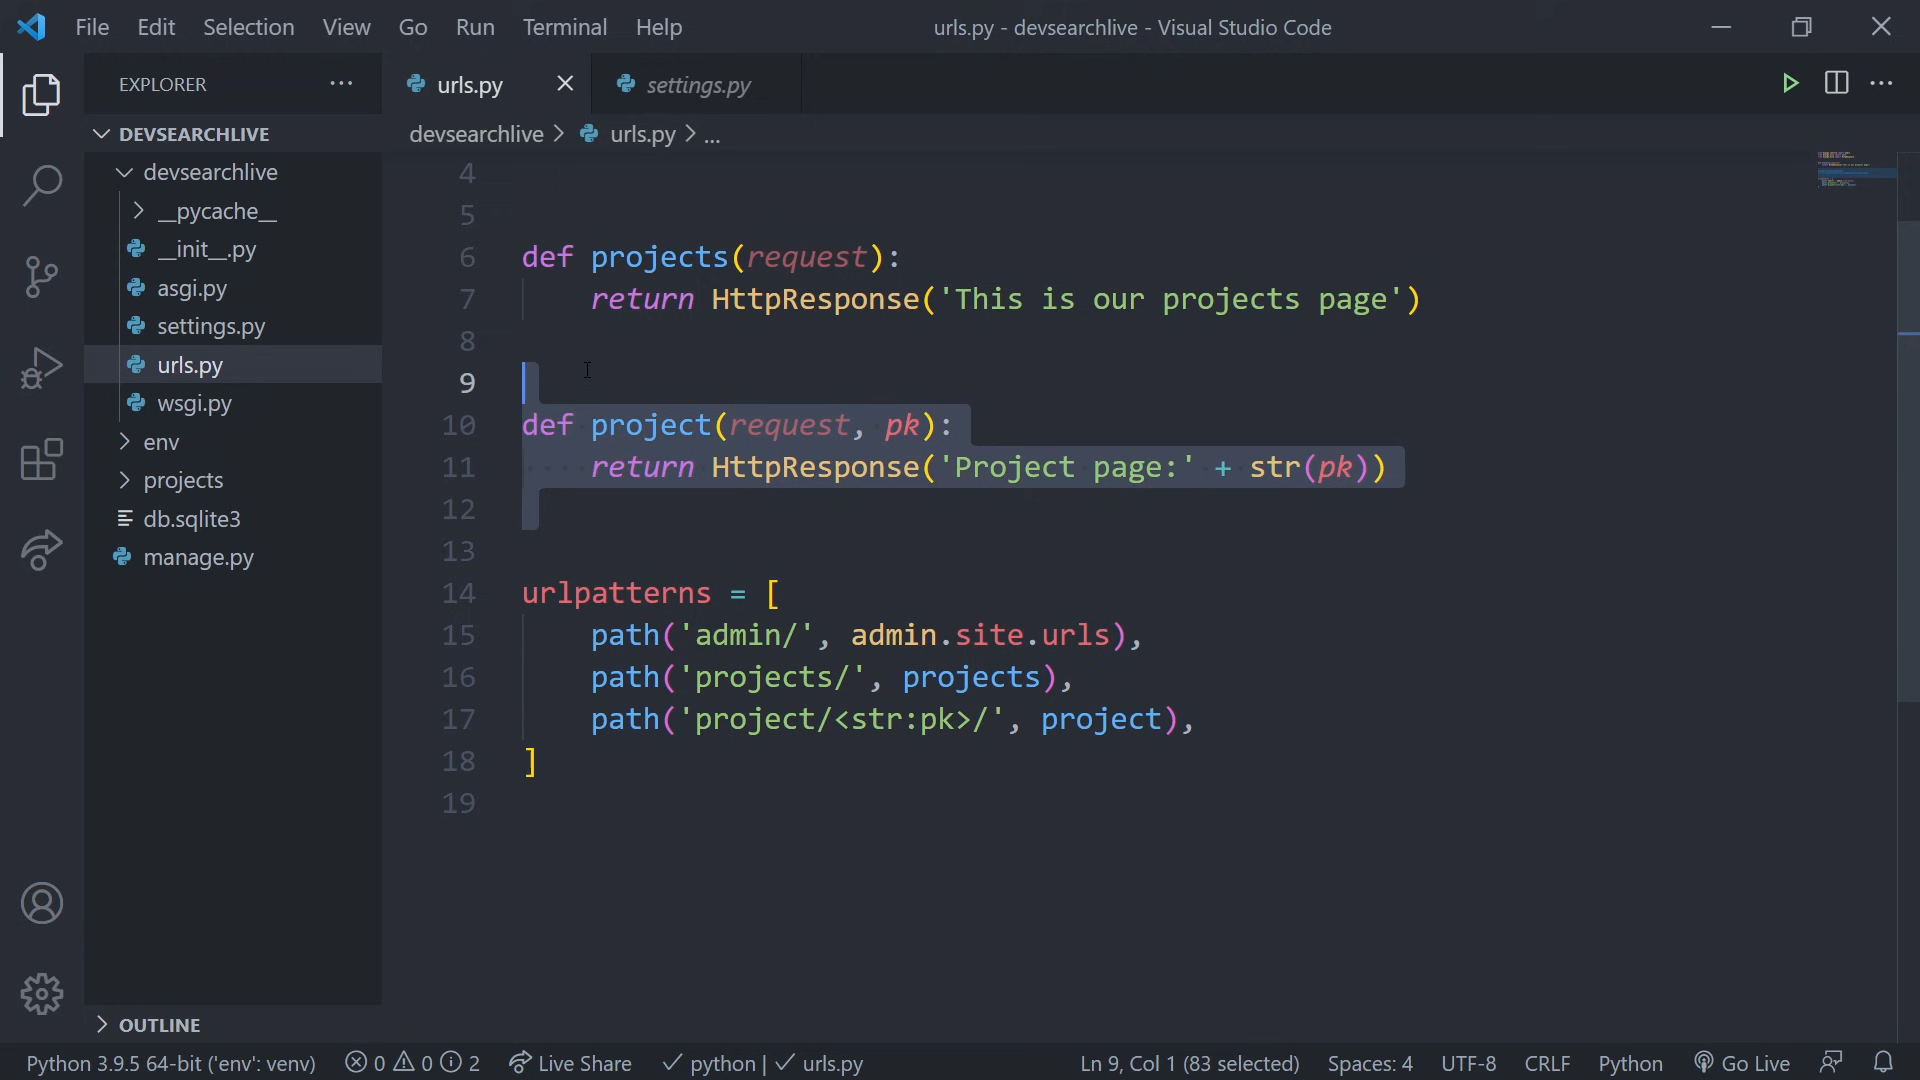 File Edit Selection View Go Run Terminal Help
urls.py - devsearchlive - Visual Studio Code
EXPLORER
DEVSEARCHLIVE
devsearchlive
__pycache__
__init__.py
asgi.py
settings.py
urls.py
wsgi.py
env
projects
db.sqlite3
manage.py
OUTLINE
urls.py
settings.py
devsearchlive > urls.py > ...
4
5
6 def projects(request):
7     return HttpResponse('This is our projects page')
8
9
10 def project(request, pk):
11     return HttpResponse('Project page:' + str(pk))
12
13
14 urlpatterns = [
15     path('admin/', admin.site.urls),
16     path('projects/', projects),
17     path('project/<str:pk>/', project),
18 ]
19
Python 3.9.5 64-bit ('env': venv) 0 0 2 Live Share python | urls.py Ln 9, Col 1 (83 selected) Spaces: 4 UTF-8 CRLF Python Go Live